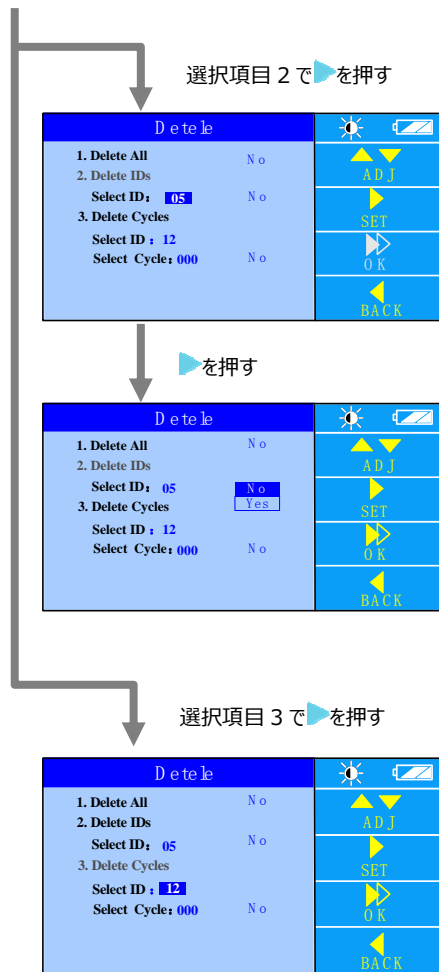 選択項目 2 で を押す
Detele
1. Delete All No
2. Delete IDs
Select ID: 05 No
3. Delete Cycles
Select ID : 12
Select Cycle:000 No
ADJ
SET
OK
BACK
を押す
Detele
1. Delete All No
2. Delete IDs
Select ID: 05 No
3. Delete Cycles Yes
Select ID : 12
Select Cycle:000 No
ADJ
SET
OK
BACK
選択項目 3 で を押す
Detele
1. Delete All No
2. Delete IDs
Select ID: 05 No
3. Delete Cycles
Select ID : 12
Select Cycle:000 No
ADJ
SET
OK
BACK